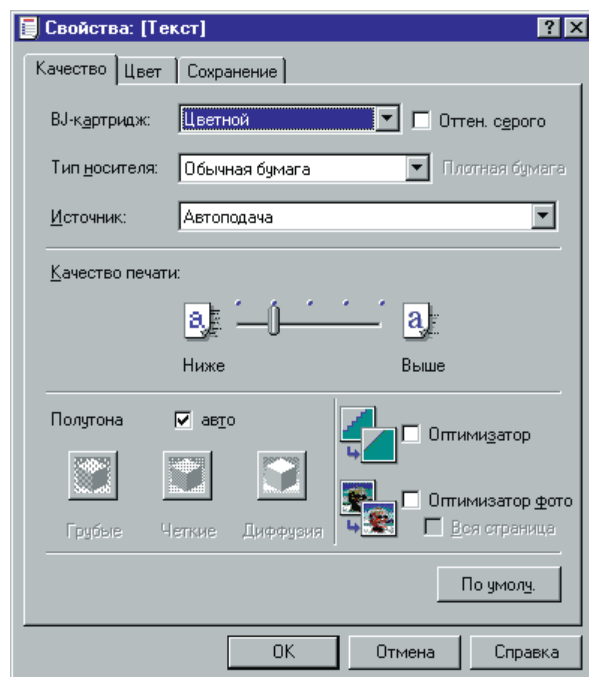 Свойства: [Текст]
Качество Цвет Сохранение
BJ-картридж: Цветной Оттен. серого
Тип носителя: Обычная бумага Плотная бумага
Источник: Автоподача
Качество печати:
Ниже Выше
Полутона авто Оптимизатор
Оптимизатор фото
Грубые Четкие Диффузия Вся страница
По умолч.
OK Отмена Справка